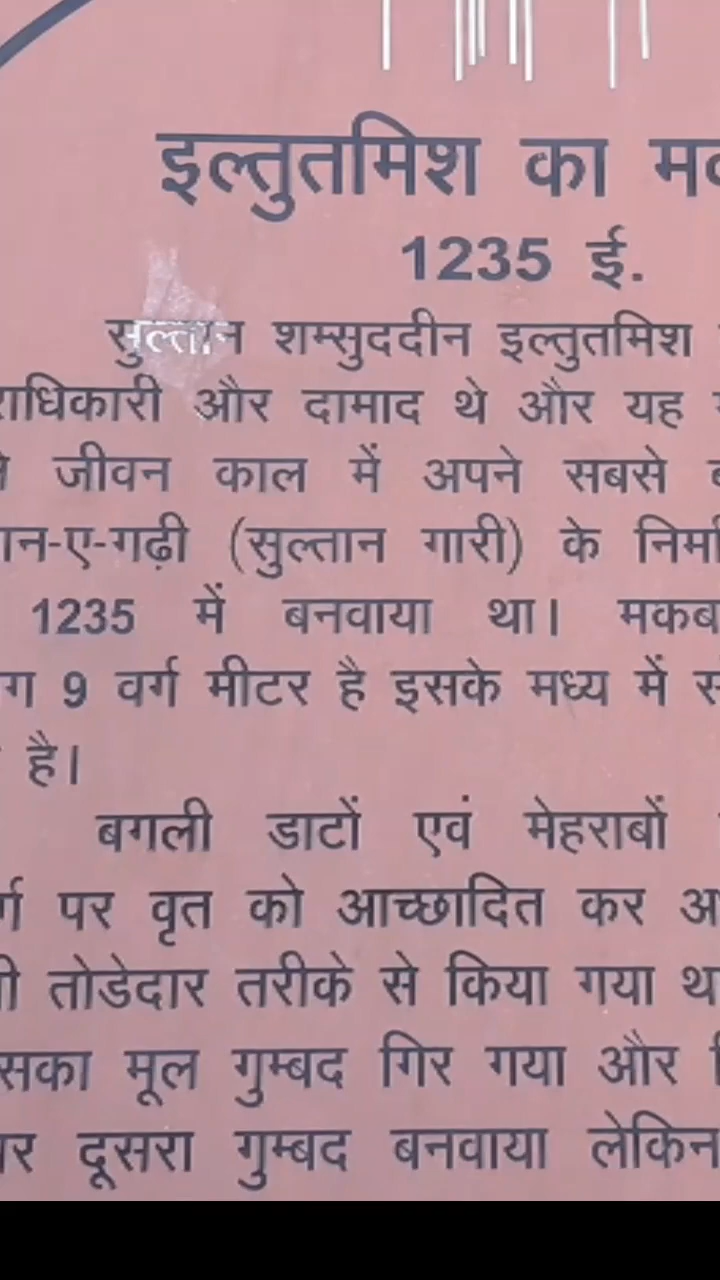 इल्तुतमिश का
1235 ई.
सुल्तान शम्सुददीन इल्तुतमिश
और दामाद थे और यह
जीवन काल में अपने सबसे
(सुल्तान गारी) के
1235 में बनवाया था।
9 वर्ग मीटर है इसके मध्य में
है।
बगली डाटों एवं मेहराबों
पर वृत को आच्छादित कर
तोडेदार तरीके से किया गया
मूल गुम्बद गिर गया और
दूसरा गुम्बद बनवाया लेकिन